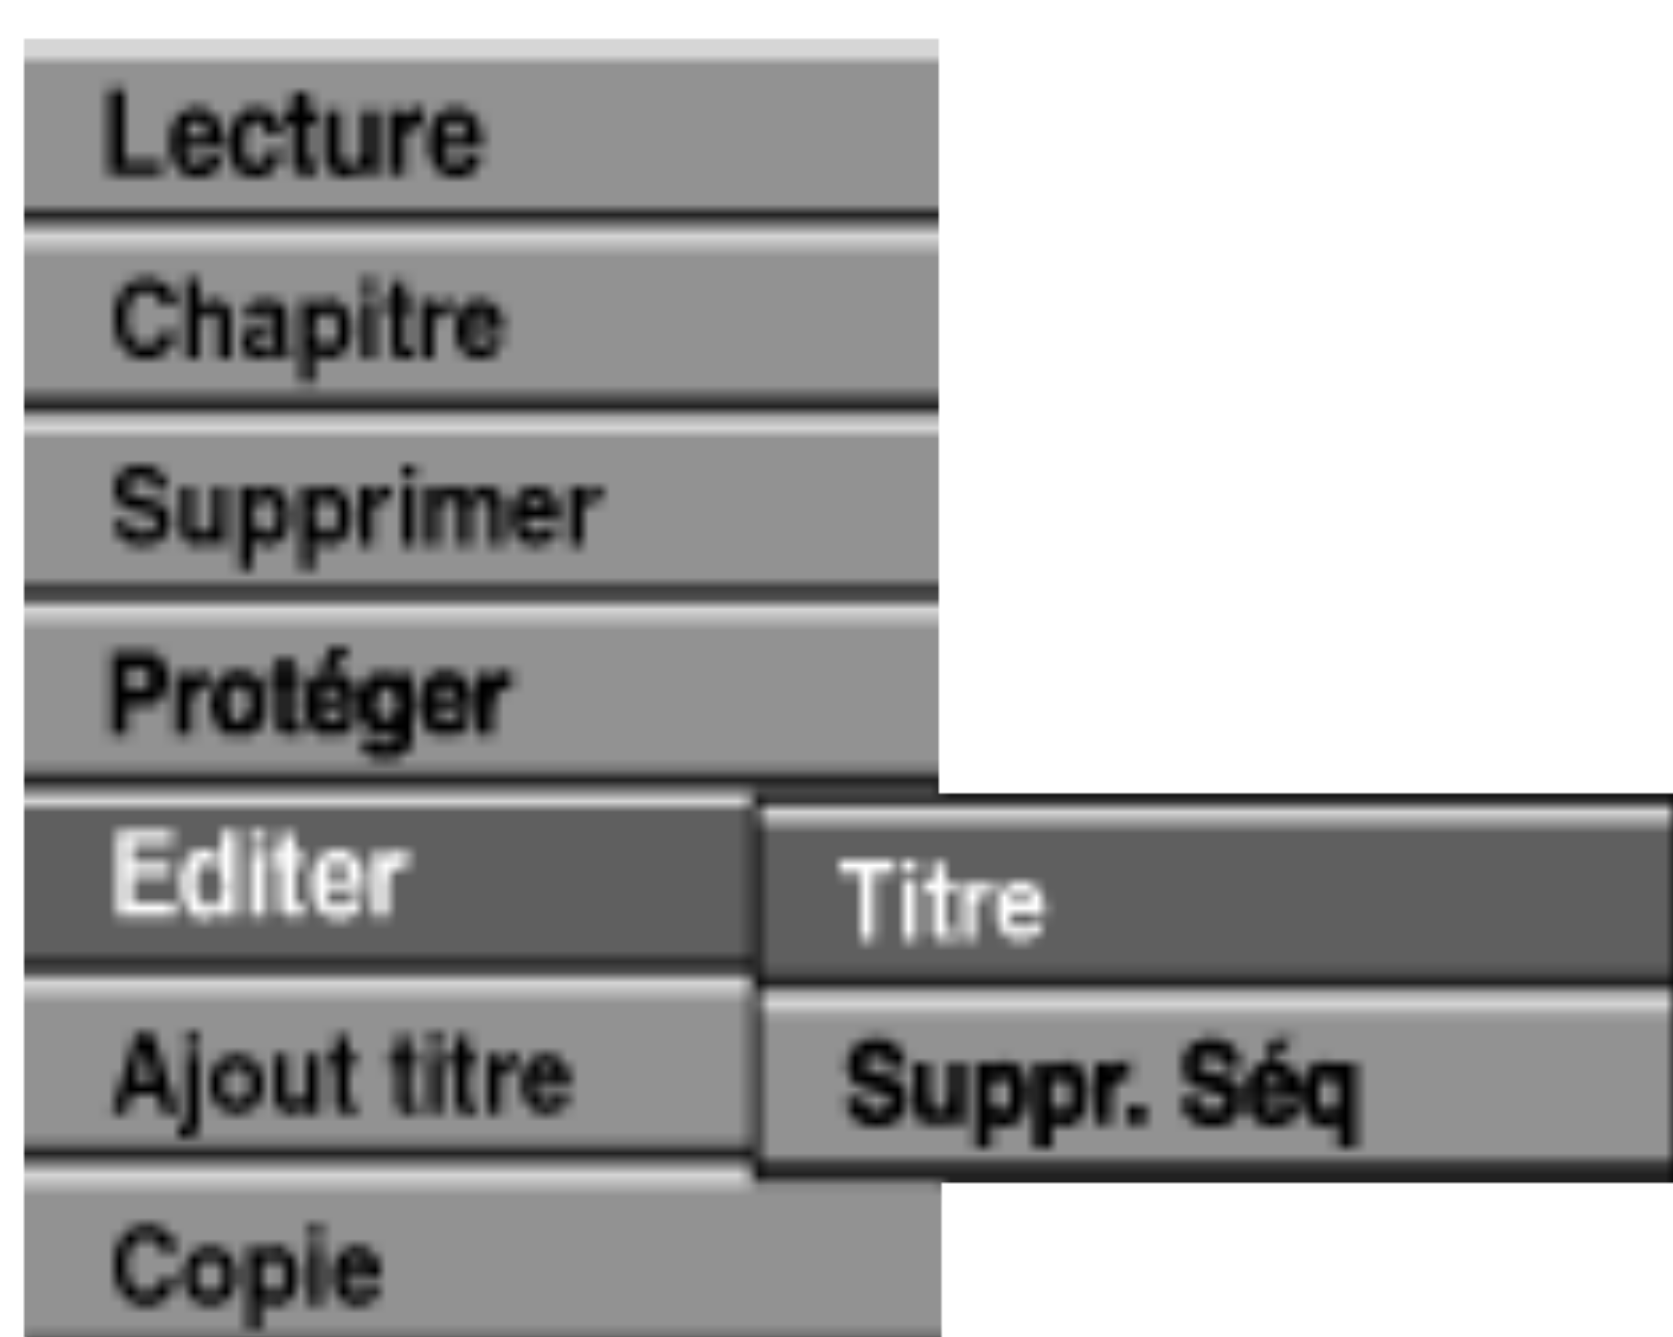 Lecture
Chapitre
Supprimer
Protéger
Editer
Titre
Ajout titre
Suppr. Séq
Copie